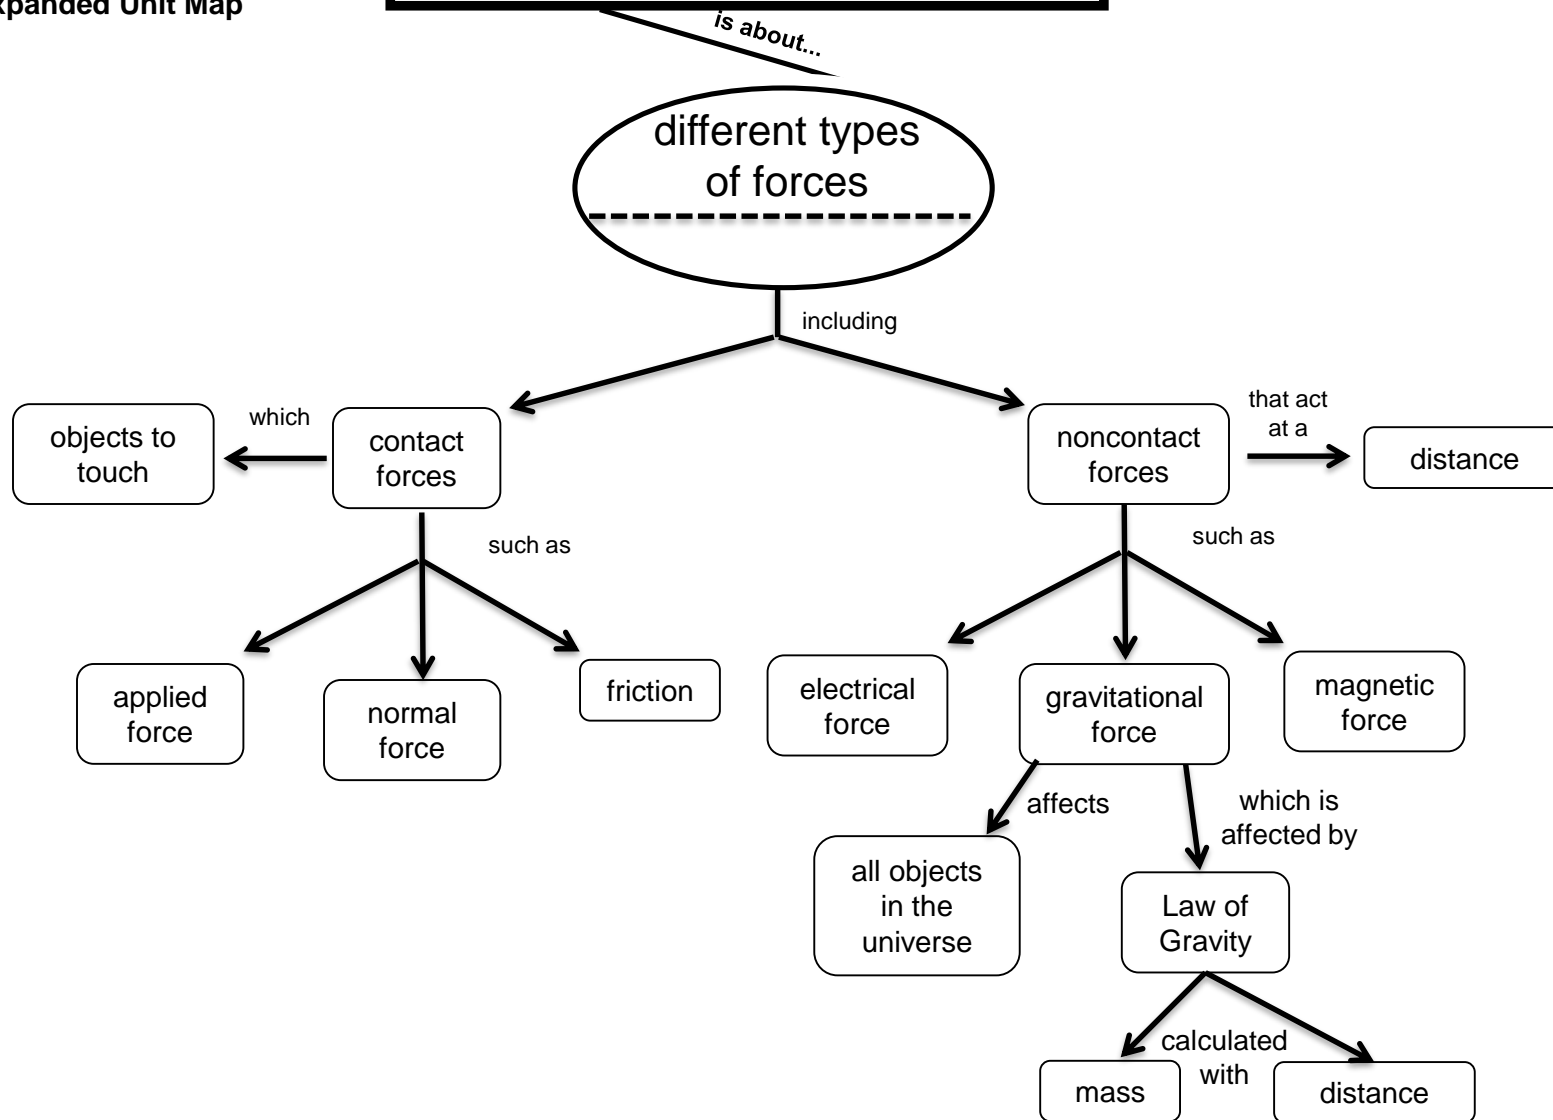 xpanded Unit Map
is about...
different types
of forces
including
which
objects to
touch
contact
forces
noncontact
forces
that act
at a
distance
such as
such as
applied
force
normal
force
friction
electrical
force
gravitational
force
magnetic
force
affects
which is
affected by
all objects
in the
universe
Law of
Gravity
calculated
with
mass
distance